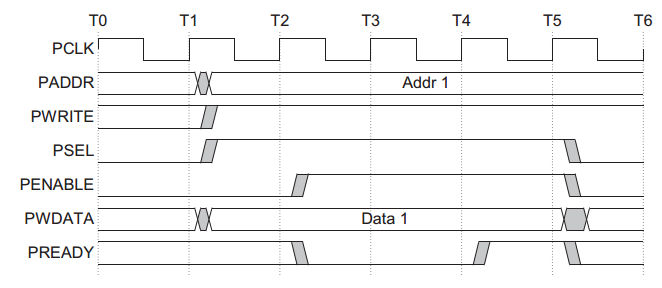 T0 T1 T2 T3 T4 T5 T6
PCLK
PADDR Addr 1
PWRITE
PSEL
PENABLE
PWDATA Data 1
PREADY